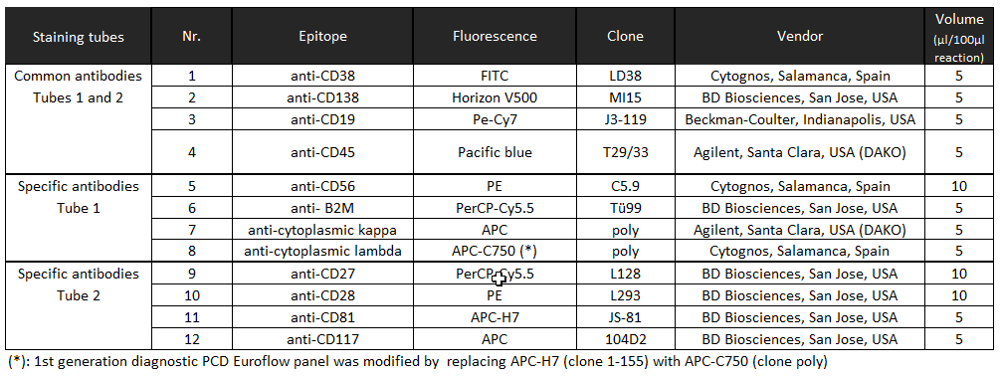 Staining tubes Nr. Epitope Fluorescence Clone Vendor Volume (µl/100µl reaction)
Common antibodies 1 anti-CD38 FITC LD38 Cytognos, Salamanca, Spain 5
Tubes 1 and 2 2 anti-CD138 Horizon V500 MI15 BD Biosciences, San Jose, USA 5
3 anti-CD19 Pe-Cy7 J3-119 Beckman-Coulter, Indianapolis, USA 5
4 anti-CD45 Pacific blue T29/33 Agilent, Santa Clara, USA (DAKO) 5
Specific antibodies 5 anti-CD56 PE C5.9 Cytognos, Salamanca, Spain 10
Tube 1 6 anti- B2M PerCP-Cy5.5 Tü99 BD Biosciences, San Jose, USA 5
7 anti-cytoplasmic kappa APC poly Agilent, Santa Clara, USA (DAKO) 5
8 anti-cytoplasmic lambda APC-C750 (*) poly Cytognos, Salamanca, Spain 5
Specific antibodies 9 anti-CD27 PerCP-Cy5.5 L128 BD Biosciences, San Jose, USA 10
Tube 2 10 anti-CD28 PE L293 BD Biosciences, San Jose, USA 10
11 anti-CD81 APC-H7 JS-81 BD Biosciences, San Jose, USA 5
12 anti-CD117 APC 104D2 BD Biosciences, San Jose, USA 5
(*): 1st generation diagnostic PCD Euroflow panel was modified by replacing APC-H7 (clone 1-155) with APC-C750 (clone poly)